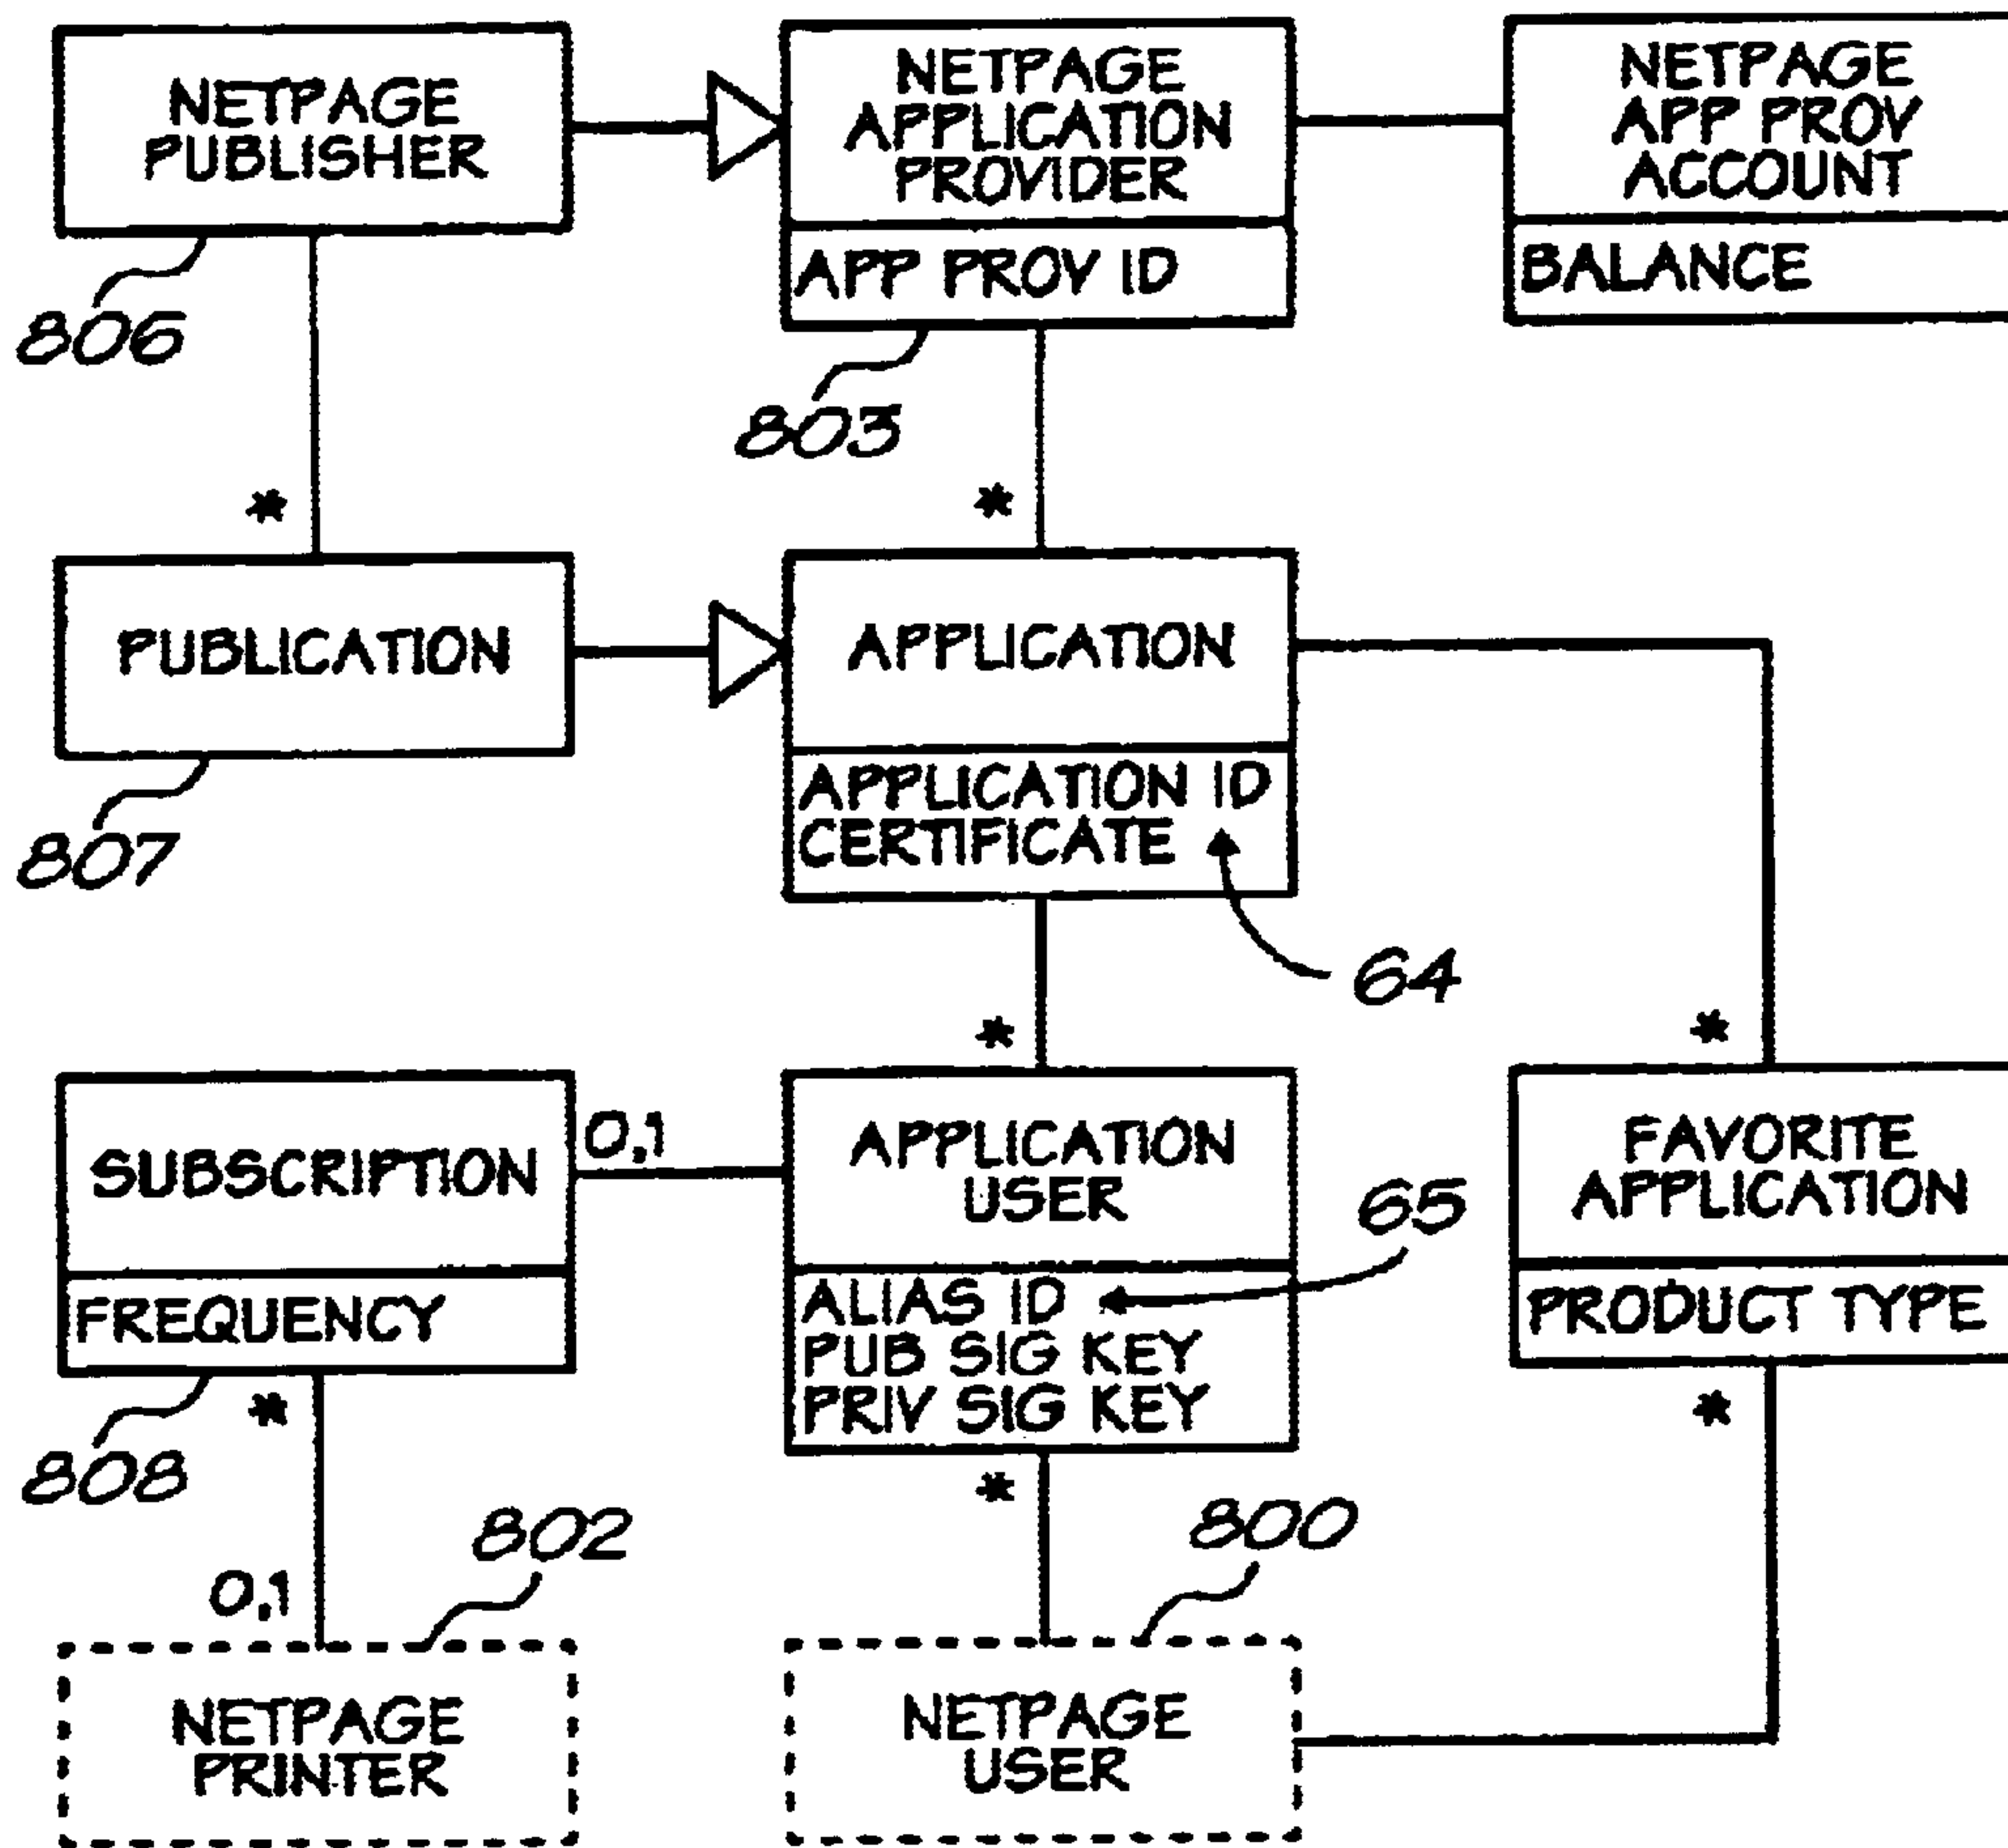 NETPAGE
PUBLISHER
NETPAGE
APPLICATION
PROVIDER
APP PROV ID
NETPAGE
APP PROV
ACCOUNT
BALANCE
806
803
*
*
PUBLICATION
APPLICATION
APPLICATION ID
CERTIFICATE
807
64
*
*
SUBSCRIPTION
FREQUENCY
0,1
APPLICATION
USER
ALIAS ID
PUB SIG KEY
PRIV SIG KEY
65
FAVORITE
APPLICATION
PRODUCT TYPE
*
*
*
808
802
800
0,1
NETPAGE
PRINTER
NETPAGE
USER